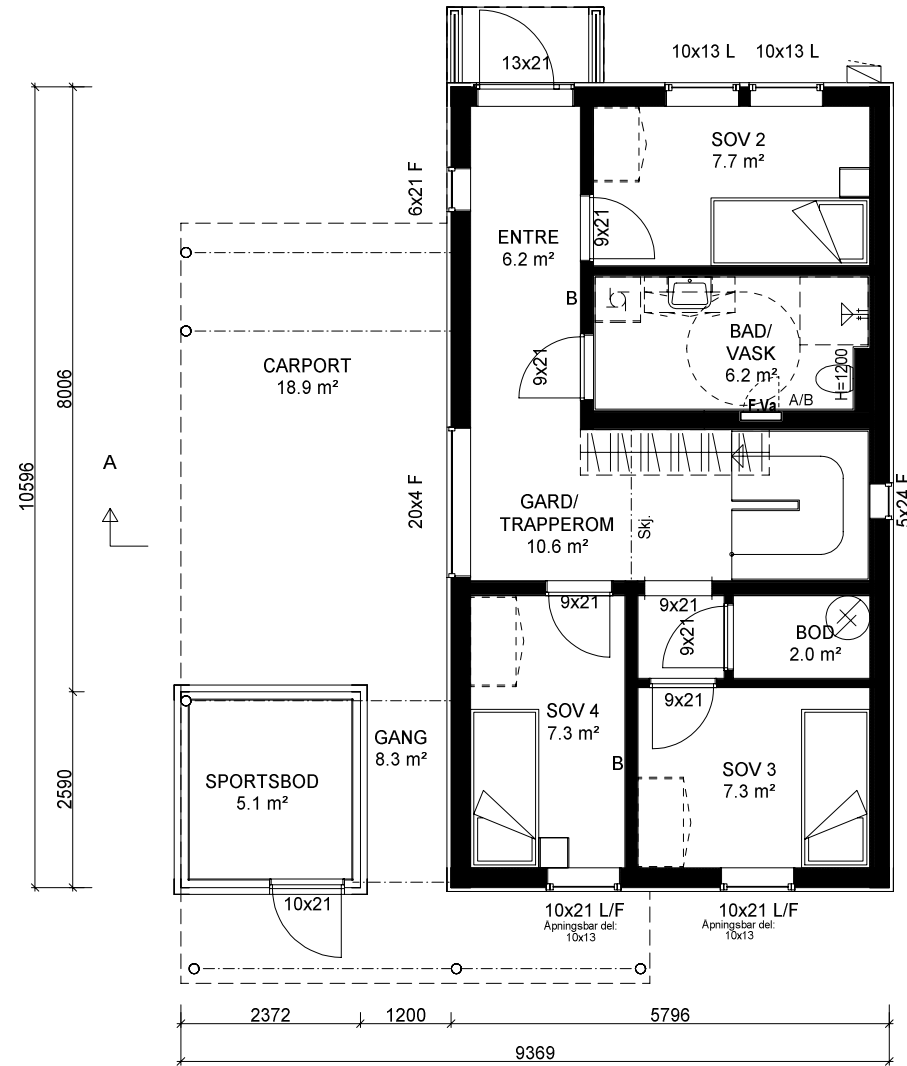 13x21
10x13 L
10x13 L
6x21 F
SOV 2
7.7 m²
9x21
ENTRE
6.2 m²
B
BAD/
VASK
6.2 m²
9x21
A/B
H=1200
F.Va
CARPORT
18.9 m²
8006
10596
A
20x4 F
GARD/
TRAPPEROM
10.6 m²
Skj.
5x24 F
9x21
9x21
9x21
BOD
2.0 m²
9x21
SOV 4
7.3 m²
GANG
8.3 m²
B
SOV 3
7.3 m²
SPORTSBOD
5.1 m²
2590
10x21
10x21 L/F
Apningsbar del:
10x13
10x21 L/F
Apningsbar del:
10x13
2372
1200
5796
9369